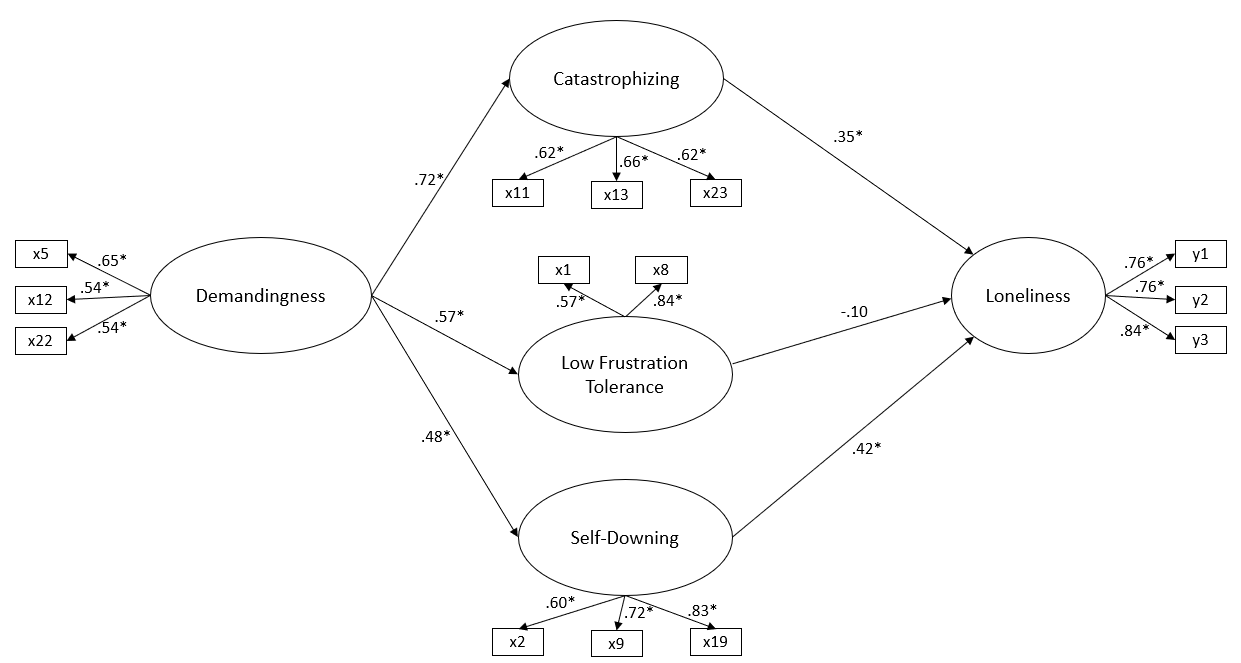 Catastrophizing
.62*
.66*
.62*
x11
x13
x23
.72*
.35*
x5
x12
x22
.65*
.54*
.54*
Demandingness
.57*
.48*
x1
x8
.57*
.84*
Low Frustration
Tolerance
-.10
Loneliness
.76*
.76*
.84*
y1
y2
y3
.42*
Self-Downing
.60*
.72*
.83*
x2
x9
x19